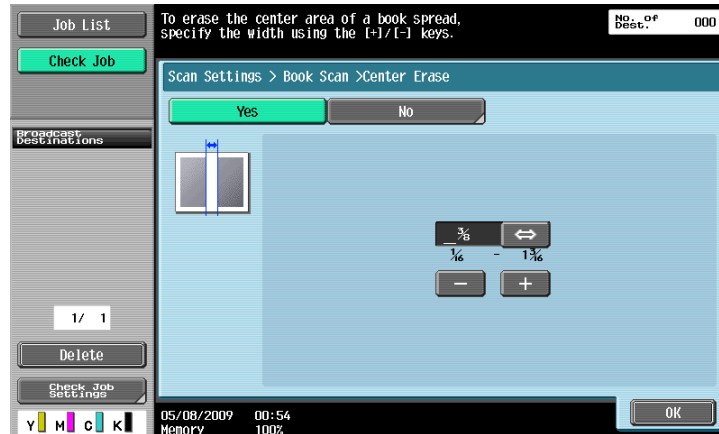 Job List
Check Job
Broadcast
Destinations
1/ 1
Delete
Check Job
Settings
Y M C K
To erase the center area of a book spread,
specify the width using the [+]/[-] keys.
No. of
Dest. 000
Scan Settings > Book Scan >Center Erase
Yes No
_3/8 ⇔
1/16 - 1 3/16
− +
OK
05/08/2009 00:54
Memory 100%